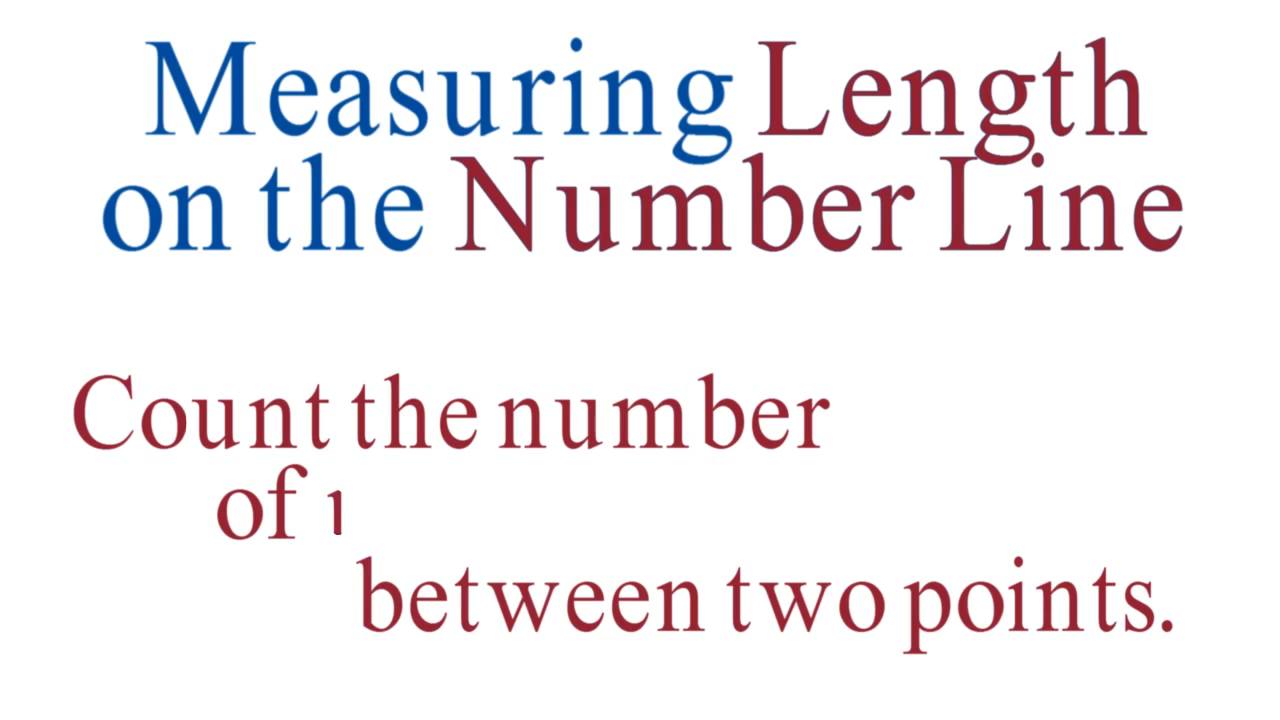 Measuring Length
on the Number Line
Count the number
of
between two points.